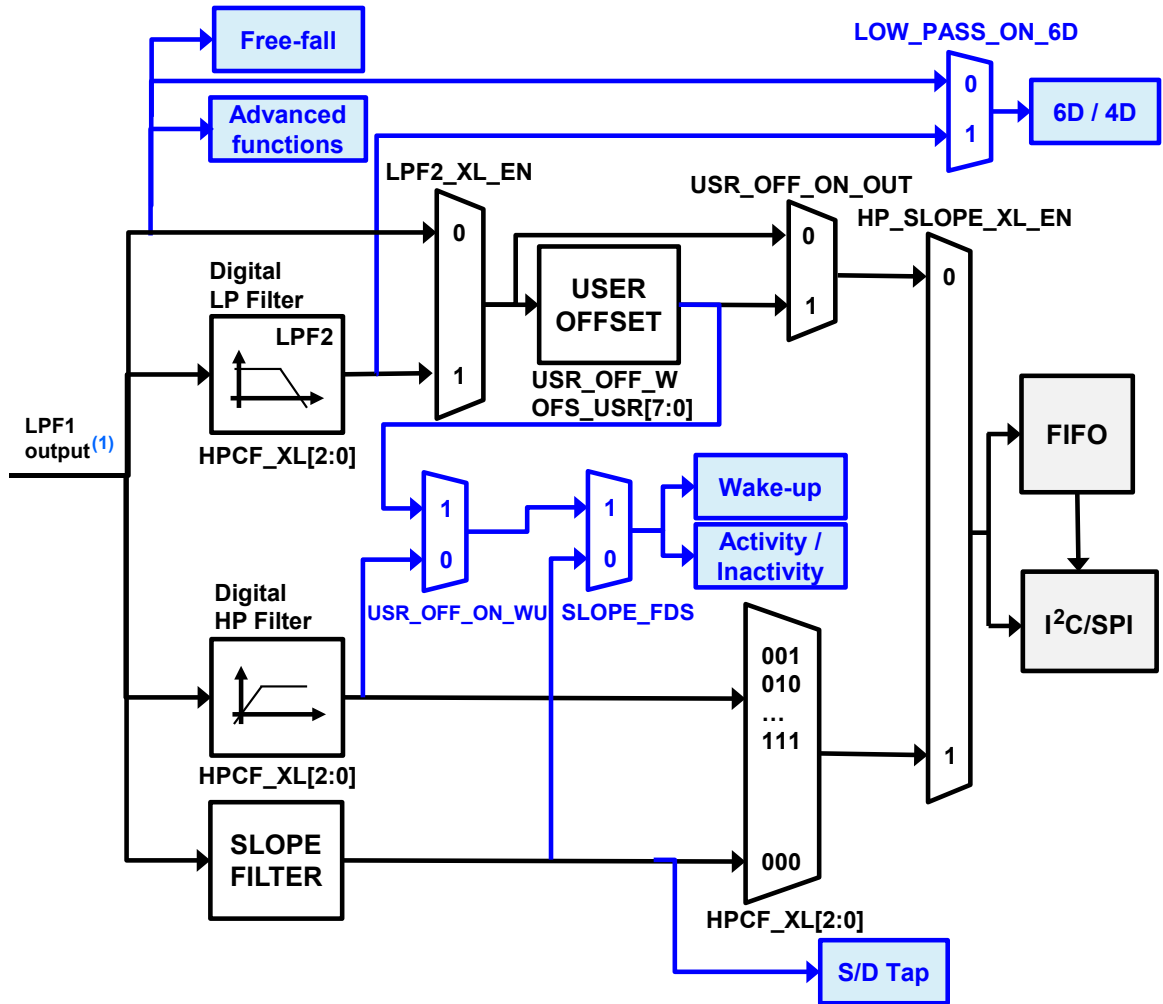 Free-fall
LOW_PASS_ON_6D
0
1
6D / 4D
Advanced
functions
LPF2_XL_EN
0
1
USR_OFF_ON_OUT
0
1
HP_SLOPE_XL_EN
0
1
Digital
LP Filter
LPF2
HPCF_XL[2:0]
USER
OFFSET
USR_OFF_W
OFS_USR[7:0]
LPF1
output(1)
FIFO
I2C/SPI
1
0
USR_OFF_ON_WU
1
0
SLOPE_FDS
Wake-up
Activity /
Inactivity
Digital
HP Filter
HPCF_XL[2:0]
001
010
…
111
000
HPCF_XL[2:0]
SLOPE
FILTER
S/D Tap